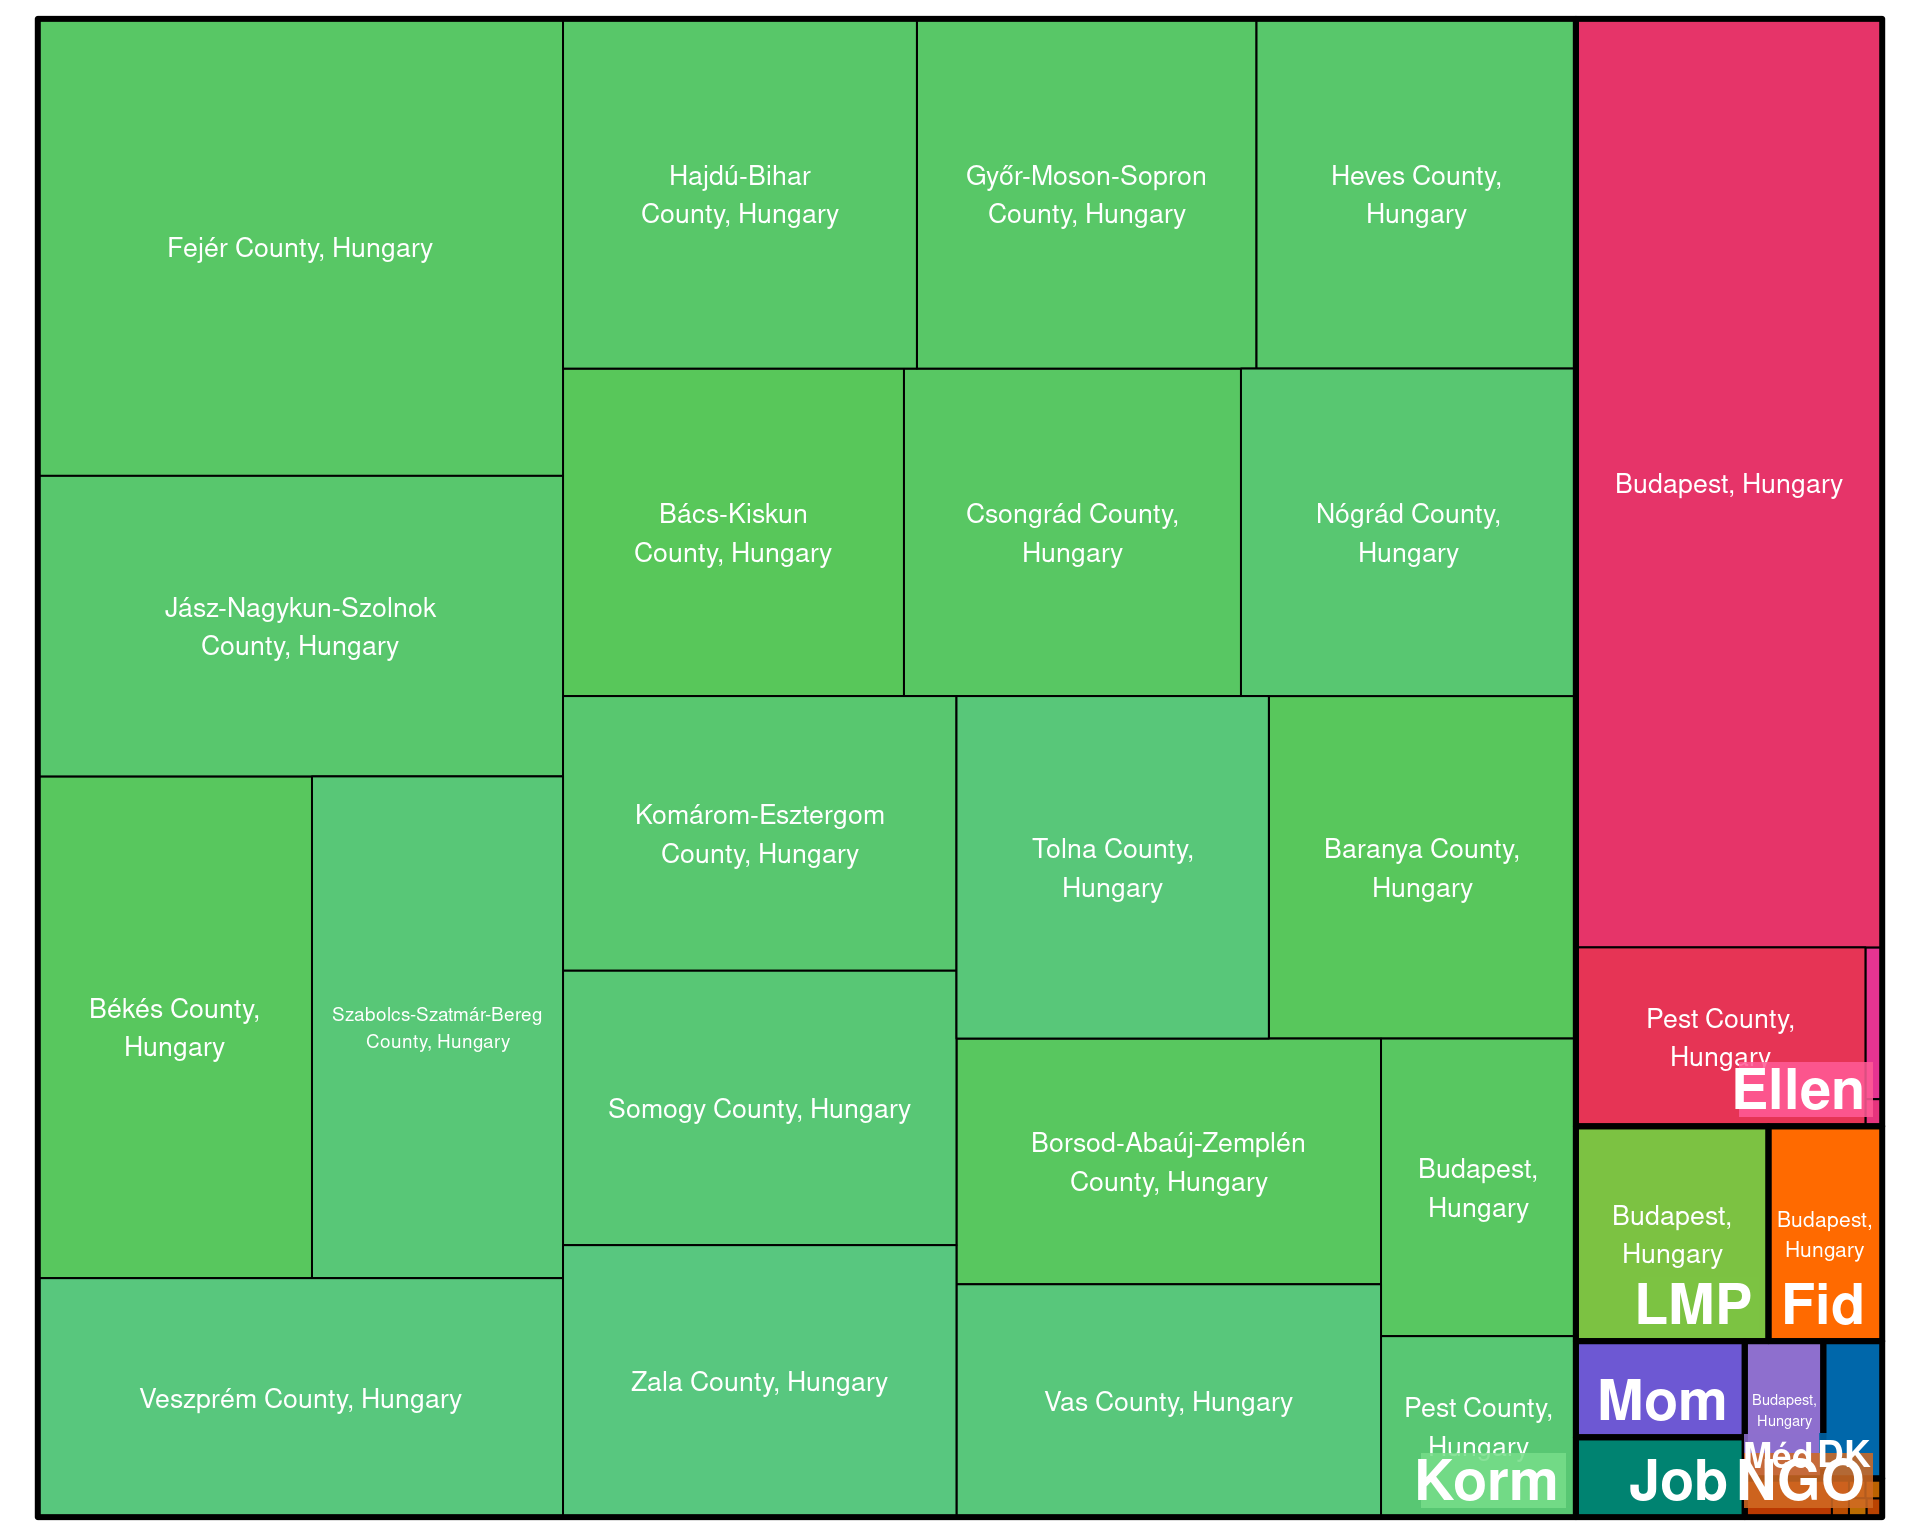 Fejér County, Hungary
Hajdú-Bihar
County, Hungary
Győr-Moson-Sopron
County, Hungary
Heves County,
Hungary
Budapest, Hungary
Jász-Nagykun-Szolnok
County, Hungary
Bács-Kiskun
County, Hungary
Csongrád County,
Hungary
Nógrád County,
Hungary
Békés County,
Hungary
Szabolcs-Szatmár-Bereg
County, Hungary
Komárom-Esztergom
County, Hungary
Tolna County,
Hungary
Baranya County,
Hungary
Somogy County, Hungary
Borsod-Abaúj-Zemplén
County, Hungary
Budapest,
Hungary
Veszprém County, Hungary
Zala County, Hungary
Vas County, Hungary
Pest County,
Hungary
Korm
Pest County,
Hungary
Ellen
Budapest,
Hungary
LMP
Budapest,
Hungary
Fid
Mom
Budapest,
Hungary
Méd
DK
Job
NGO